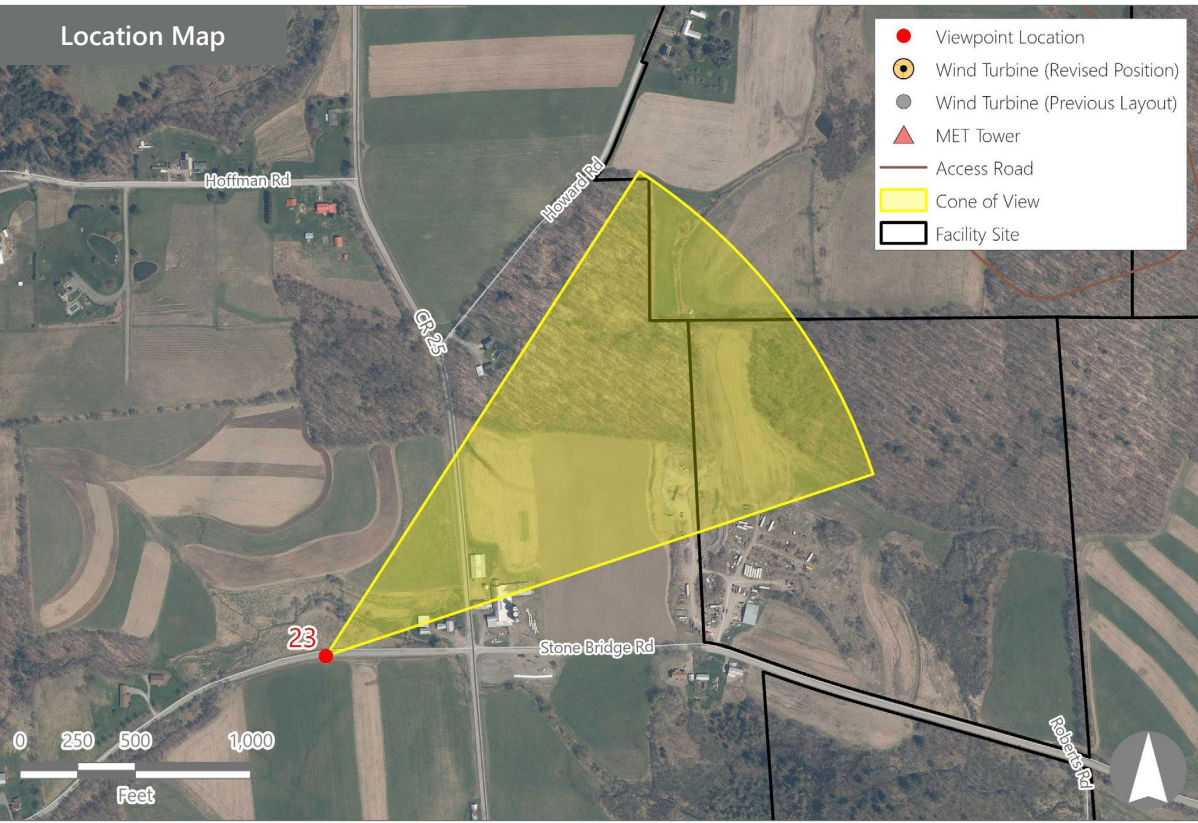 Location Map
Viewpoint Location
Wind Turbine (Revised Position)
Wind Turbine (Previous Layout)
MET Tower
Access Road
Cone of View
Facility Site
Hoffman Rd
Howard Rd
CR 25
23
Stone Bridge Rd
Roberts Rd
0 250 500 1,000
Feet